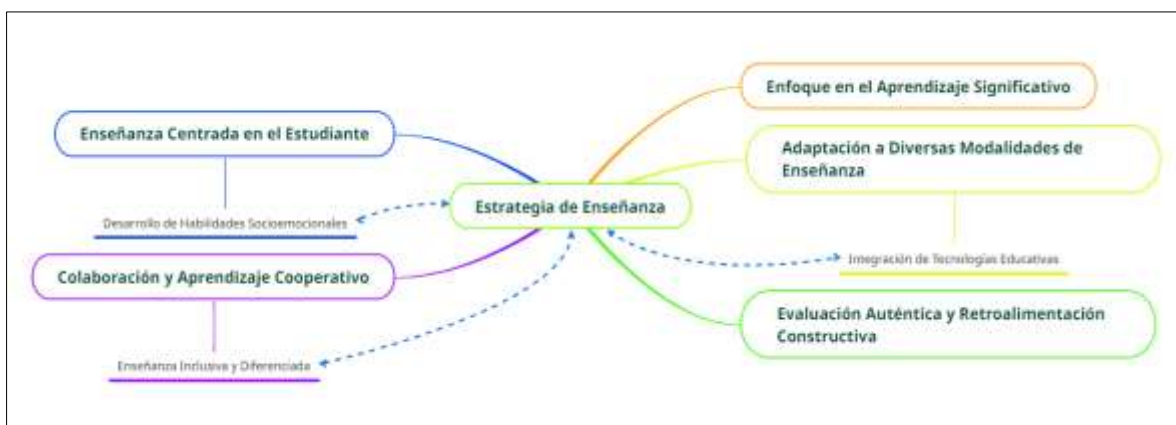 Enseñanza Centrada en el Estudiante
Desarrollo de Habilidades Socioemocionales
Colaboración y Aprendizaje Cooperativo
Enseñanza Inclusiva y Diferenciada
Estrategia de Enseñanza
Enfoque en el Aprendizaje Significativo
Adaptación a Diversas Modalidades de
Enseñanza
Integración de Tecnologías Educativas
Evaluación Auténtica y Retroalimentación
Constructiva